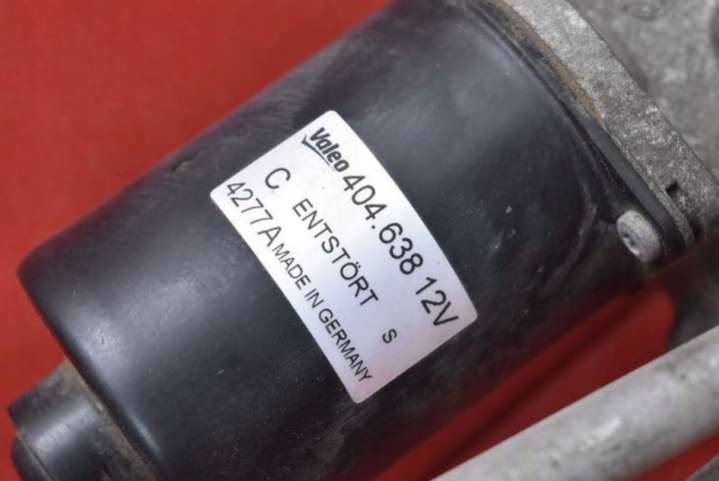 Valeo 404.638 12V
C ENTSTÖRT S
4277A MADE IN GERMANY